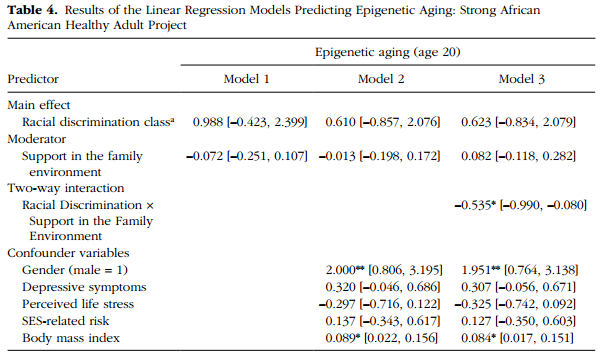 Table 4. Results of the Linear Regression Models Predicting Epigenetic Aging: Strong African
American Healthy Adult Project
Epigenetic aging (age 20)
Predictor Model 1 Model 2 Model 3
Main effect
Racial discrimination classᵃ 0.988 [–0.423, 2.399] 0.610 [–0.857, 2.076] 0.623 [–0.834, 2.079]
Moderator
Support in the family –0.072 [–0.251, 0.107] –0.013 [–0.198, 0.172] 0.082 [–0.118, 0.282]
environment
Two-way interaction
Racial Discrimination × –0.535* [–0.990, –0.080]
Support in the Family
Environment
Confounder variables
Gender (male = 1) 2.000** [0.806, 3.195] 1.951** [0.764, 3.138]
Depressive symptoms 0.320 [–0.046, 0.686] 0.307 [–0.056, 0.671]
Perceived life stress –0.297 [–0.716, 0.122] –0.325 [–0.742, 0.092]
SES-related risk 0.137 [–0.343, 0.617] 0.127 [–0.350, 0.603]
Body mass index 0.089* [0.022, 0.156] 0.084* [0.017, 0.151]